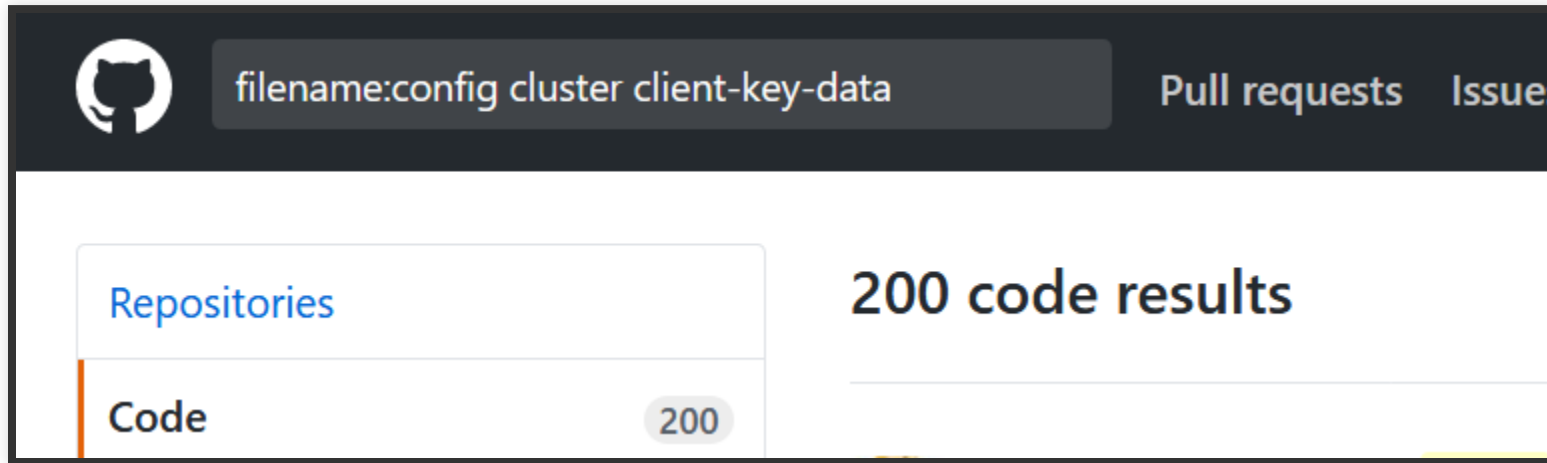 filename:config cluster client-key-data
Pull requests Issue
Repositories
200 code results
Code 200